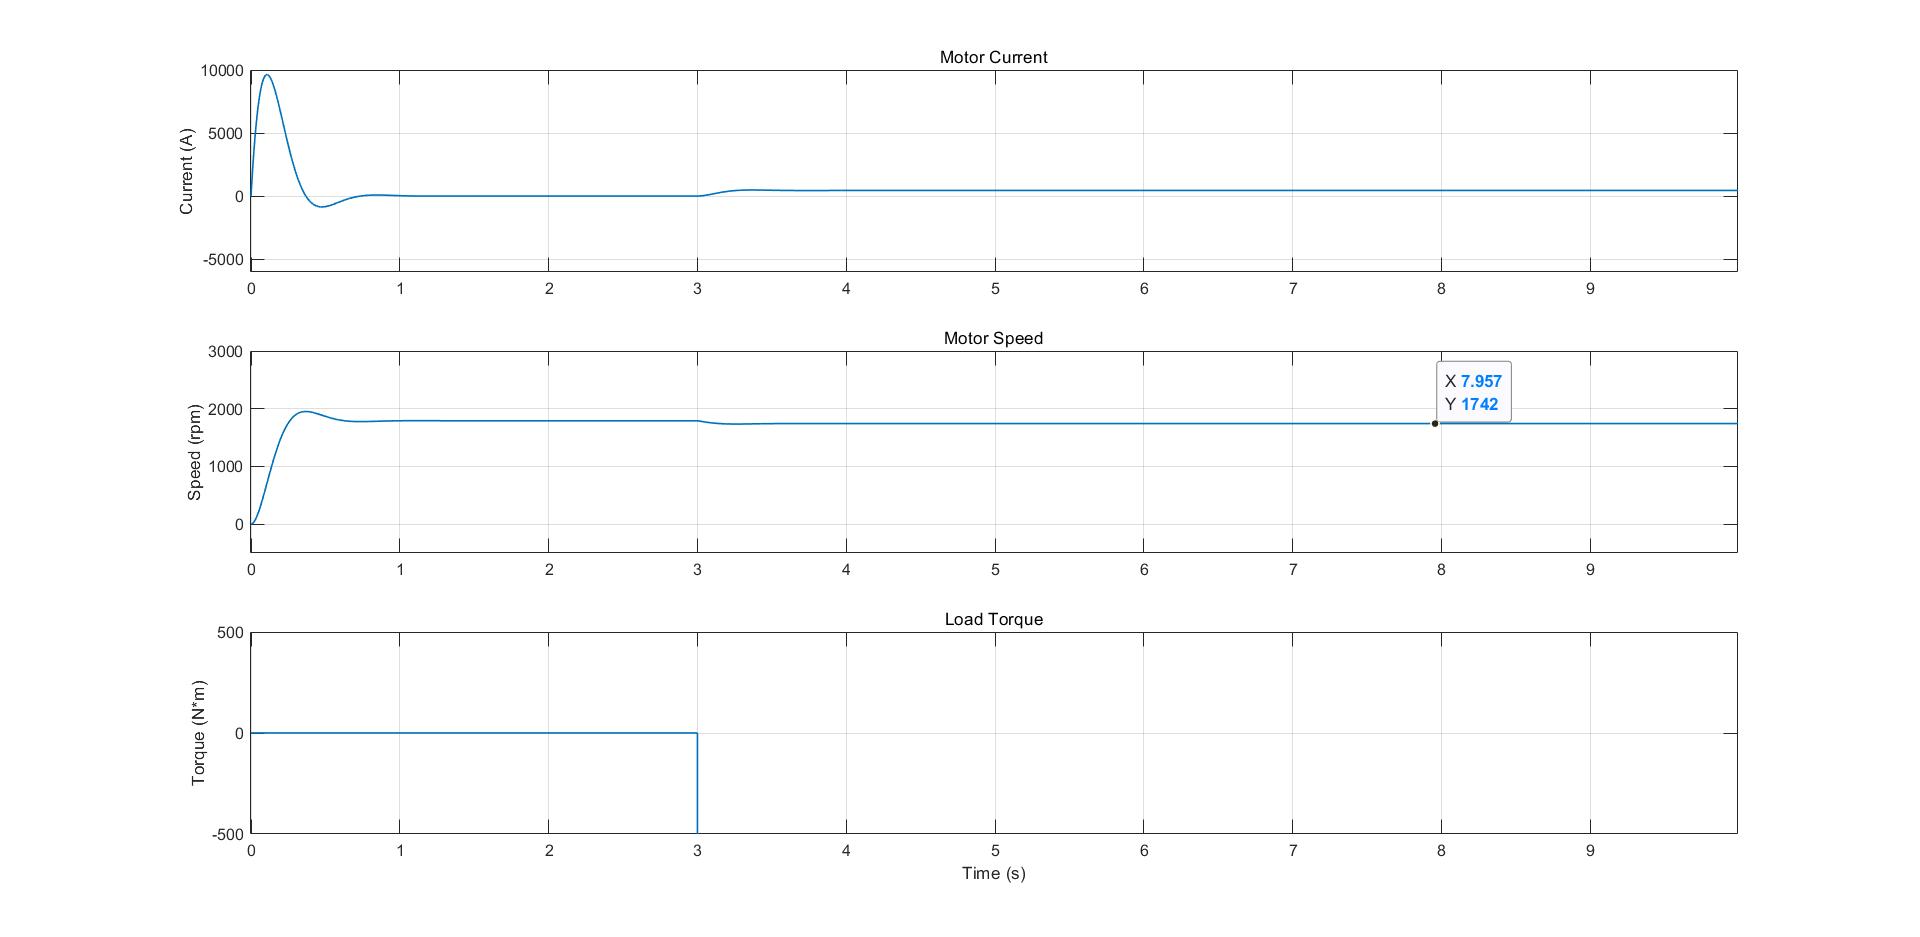 Motor Current
10000
5000
0
-5000
Current (A)
0 1 2 3 4 5 6 7 8 9
Motor Speed
3000
2000
1000
0
Speed (rpm)
X 7.957
Y 1742
0 1 2 3 4 5 6 7 8 9
Load Torque
500
0
-500
Torque (N*m)
0 1 2 3 4 5 6 7 8 9
Time (s)